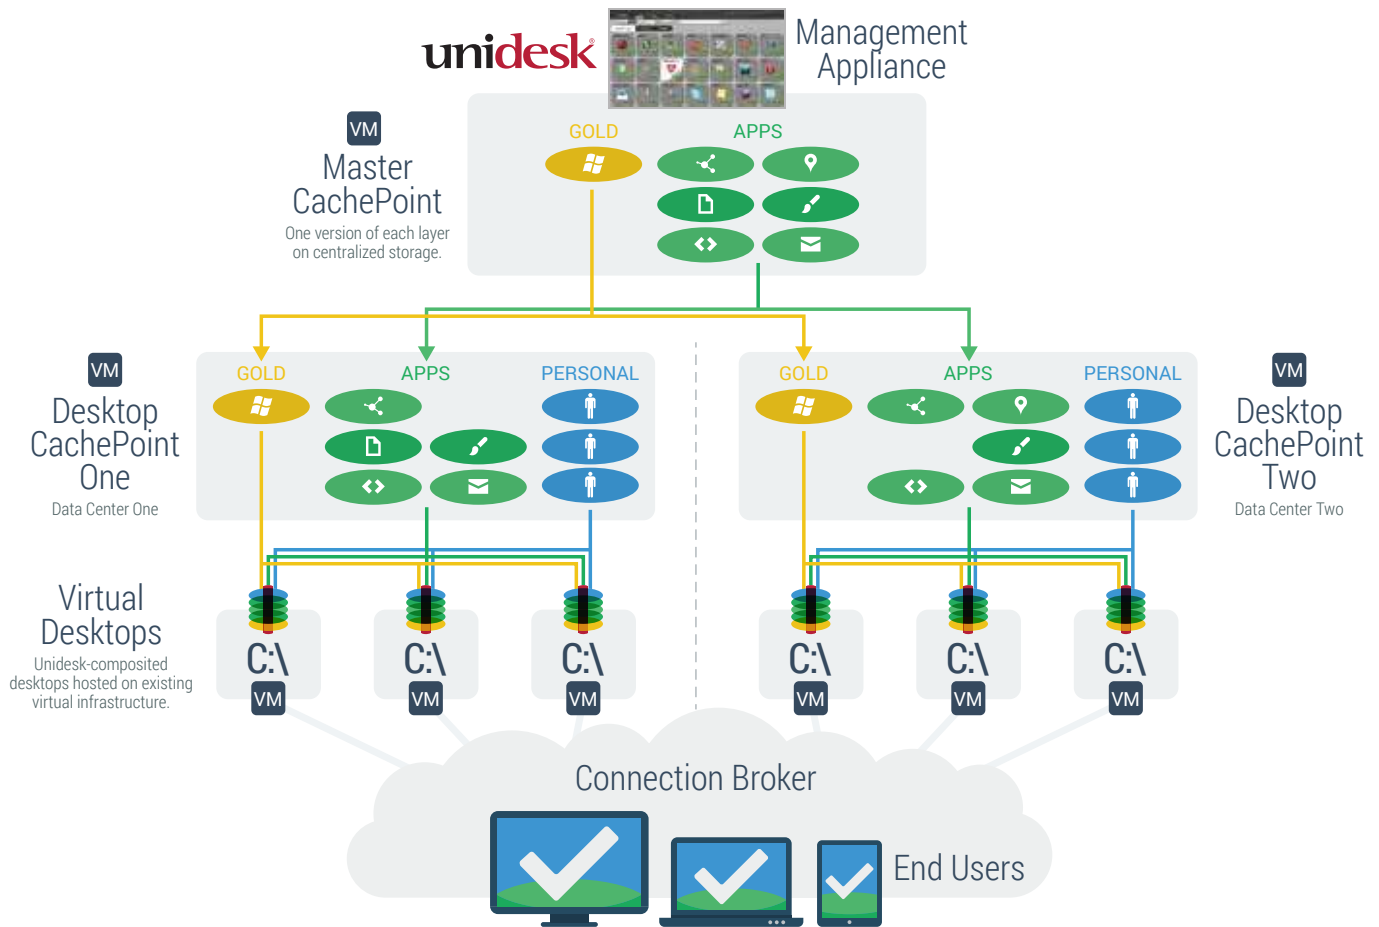 unidesk®
Management
Appliance
VM
Master
CachePoint
One version of each layer
on centralized storage.
GOLD
APPS
VM
Desktop
CachePoint
One
Data Center One
GOLD
APPS
PERSONAL
GOLD
APPS
PERSONAL
VM
Desktop
CachePoint
Two
Data Center Two
Virtual
Desktops
Unidesk-composited
desktops hosted on existing
virtual infrastructure.
C:\
VM
C:\
VM
C:\
VM
C:\
VM
C:\
VM
C:\
VM
Connection Broker
End Users